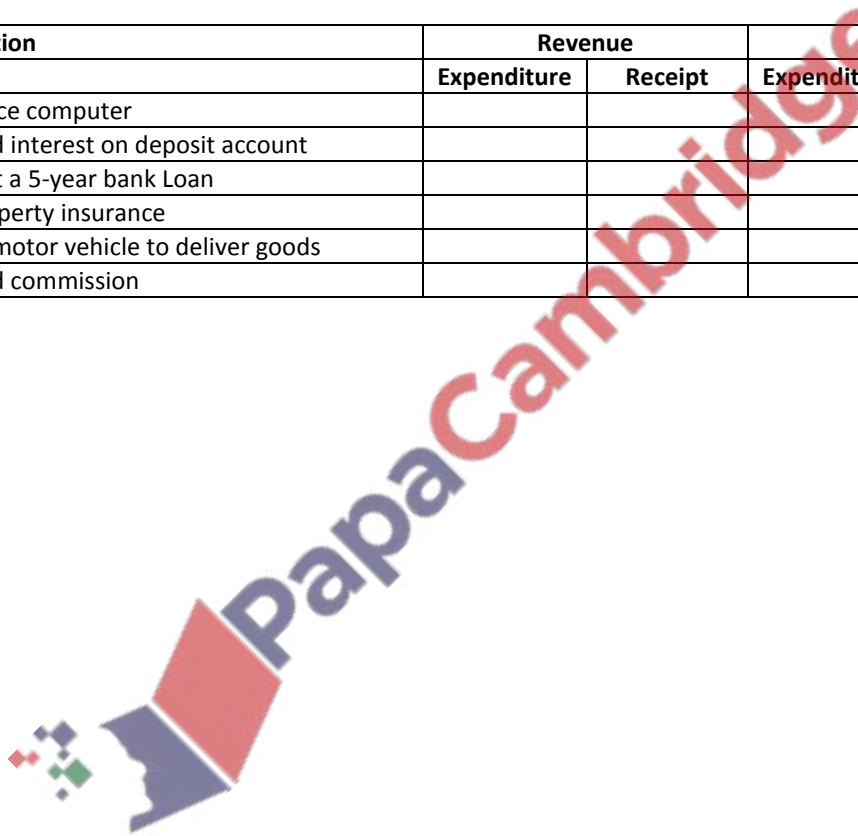 tion Revenue
Expenditure Receipt Expendit
ce computer
d interest on deposit account
t a 5-year bank Loan
perty insurance
motor vehicle to deliver goods
d commission
PapaCambridge